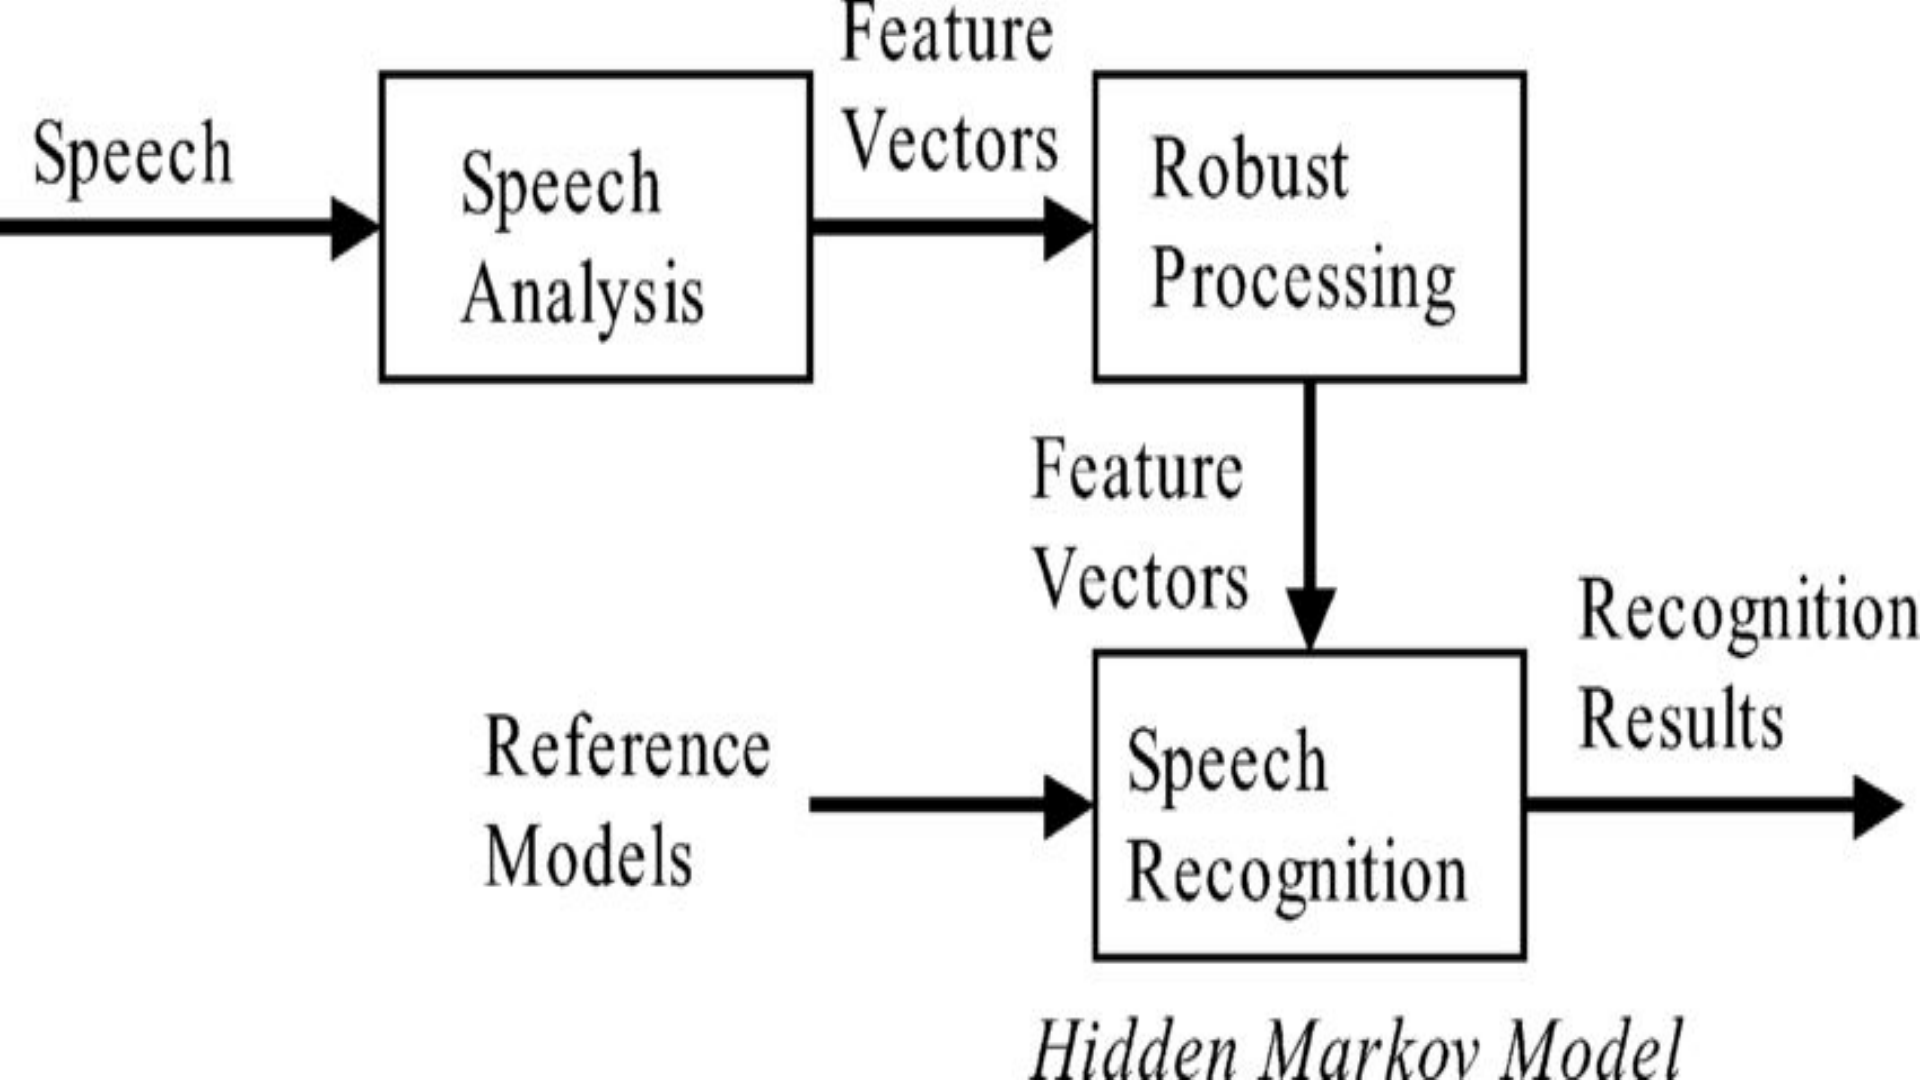 Feature
Vectors
Speech
Speech
Analysis
Robust
Processing
Feature
Vectors
Recognition
Results
Reference
Models
Speech
Recognition
Hidden Markov Model